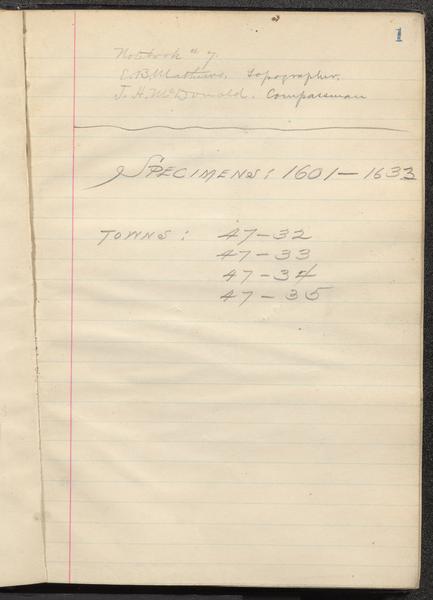 1
Notebook # 7.
E.B. Mathews. Topographer.
J. H. McDonald. Compassman
Specimens: 1601-1633
Towns: 47-32
47-33
47-34
47-35